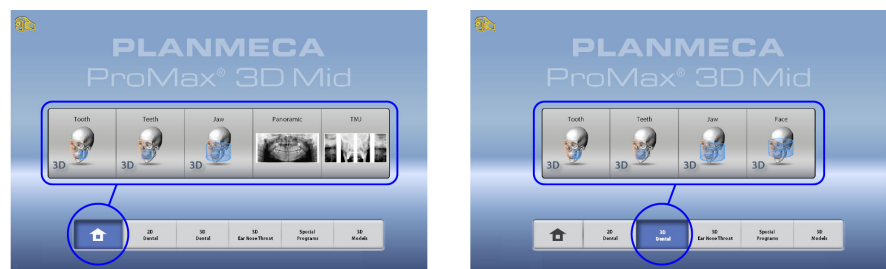 PLANMECA
ProMax® 3D Mid
Tooth Teeth Jaw Panoramic TMJ
3D 3D 3D
2D Dental 3D Dental 3D Ear Nose Throat Special Programs 3D Models
PLANMECA
ProMax® 3D Mid
Tooth Teeth Jaw Face
3D 3D 3D 3D
2D Dental 3D Dental 3D Ear Nose Throat Special Programs 3D Models